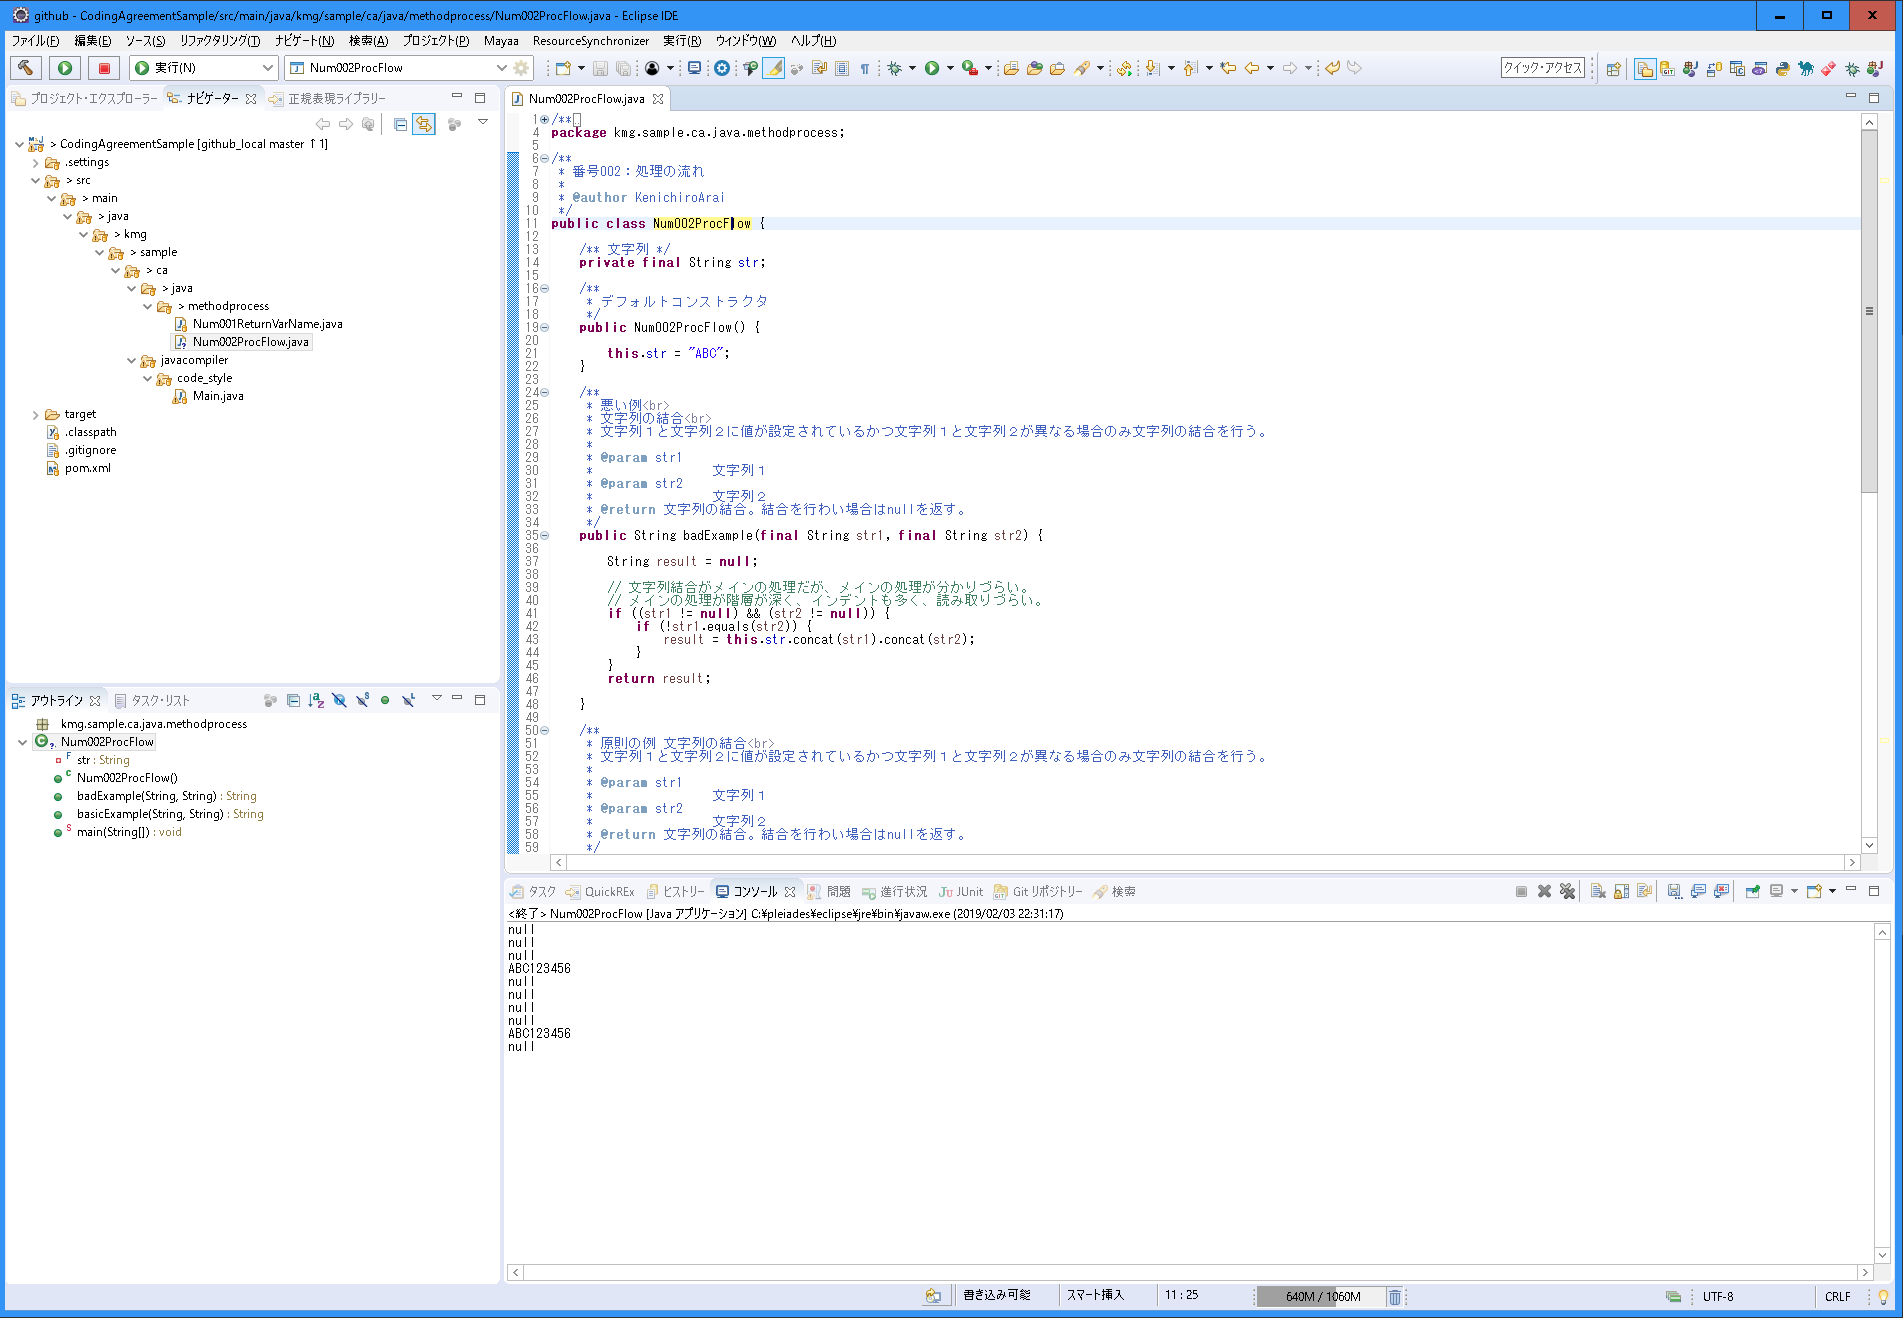 github - CodingAgreementSample/src/main/java/kmg/sample/ca/java/methodprocess/Num002ProcFlow.java - Eclipse IDE
ファイル(F) 編集(E) ソース(S) リファクタリング(T) ナビゲート(N) 検索(A) プロジェクト(P) Mayaa ResourceSynchronizer 実行(R) ウィンドウ(W) ヘルプ(H)
実行(N) Num002ProcFlow クイック・アクセス
プロジェクト・エクスプローラー ナビゲーター 正規表現ライブラリー
> CodingAgreementSample [github_local master ↑1]
.settings
> src
> main
> java
> kmg
> sample
> ca
> java
> methodprocess
Num001ReturnVarName.java
Num002ProcFlow.java
javacompiler
code_style
Main.java
target
.classpath
.gitignore
pom.xml
アウトライン タスク・リスト
kmg.sample.ca.java.methodprocess
Num002ProcFlow
str : String
Num002ProcFlow()
badExample(String, String) : String
basicExample(String, String) : String
main(String[]) : void
Num002ProcFlow.java
1 /**
4 package kmg.sample.ca.java.methodprocess;
5
6 /**
7 * 番号002：処理の流れ
8 *
9 * @author KenichiroArai
10 */
11 public class Num002ProcFlow {
12
13 /** 文字列 */
14 private final String str;
15
16 /**
17 * デフォルトコンストラクタ
18 */
19 public Num002ProcFlow() {
20
21 this.str = "ABC";
22 }
23
24 /**
25 * 悪い例<br>
26 * 文字列の結合<br>
27 * 文字列１と文字列２に値が設定されているかつ文字列１と文字列２が異なる場合のみ文字列の結合を行う。
28 *
29 * @param str1
30 * 文字列１
31 * @param str2
32 * 文字列２
33 * @return 文字列の結合。結合を行わい場合はnullを返す。
34 */
35 public String badExample(final String str1, final String str2) {
36
37 String result = null;
38
39 // 文字列結合がメインの処理だが、メインの処理が分かりづらい。
40 // メインの処理が階層が深く、インデントも多く、読み取りづらい。
41 if ((str1 != null) && (str2 != null)) {
42 if (!str1.equals(str2)) {
43 result = this.str.concat(str1).concat(str2);
44 }
45 }
46 return result;
47
48 }
49
50 /**
51 * 原則の例 文字列の結合<br>
52 * 文字列１と文字列２に値が設定されているかつ文字列１と文字列２が異なる場合のみ文字列の結合を行う。
53 *
54 * @param str1
55 * 文字列１
56 * @param str2
57 * 文字列２
58 * @return 文字列の結合。結合を行わい場合はnullを返す。
59 */
タスク QuickREx ヒストリー コンソール 問題 進行状況 JUnit Git リポジトリー 検索
<終了> Num002ProcFlow [Java アプリケーション] C:¥pleiades¥eclipse¥jre¥bin¥javaw.exe (2019/02/03 22:31:17)
null
null
null
ABC123456
null
null
null
null
ABC123456
null
書き込み可能 スマート挿入 11 : 25 640M / 1060M UTF-8 CRLF